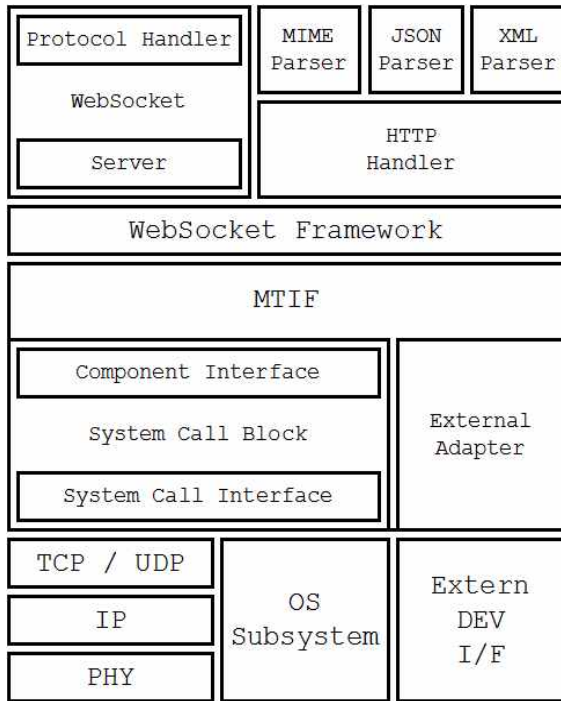 Protocol Handler
WebSocket
Server
MIME
Parser
JSON
Parser
XML
Parser
HTTP
Handler
WebSocket Framework
MTIF
Component Interface
System Call Block
System Call Interface
External
Adapter
TCP / UDP
IP
PHY
OS
Subsystem
Extern
DEV
I/F